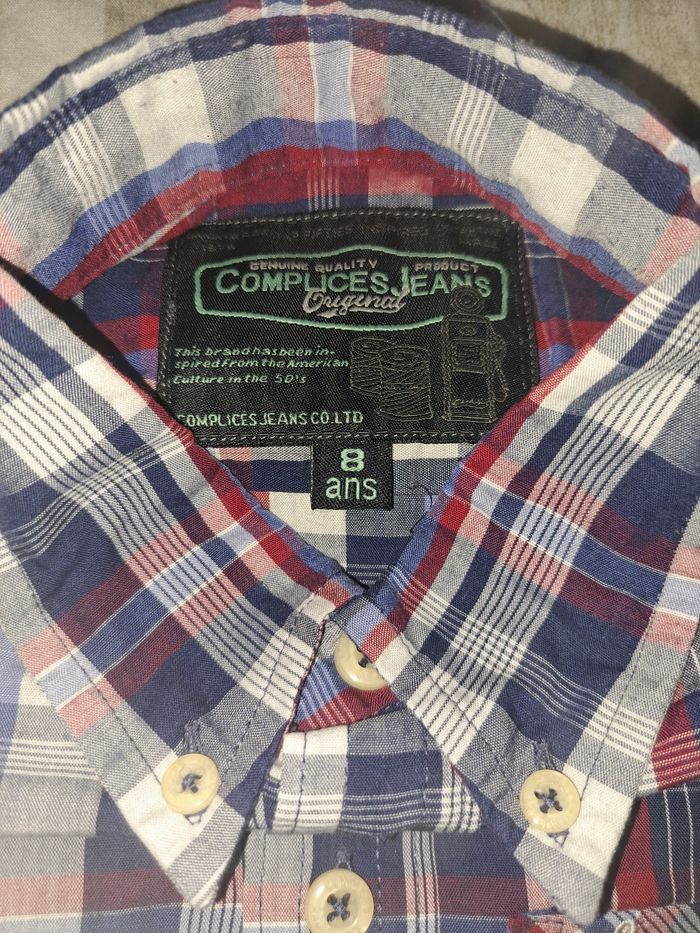 GENUINE QUALITY PRODUCT
COMPLICES JEANS
Original
This brand has been in-
spired from the American
Culture in the 50's
COMPLICES JEANS CO.LTD
8
ans